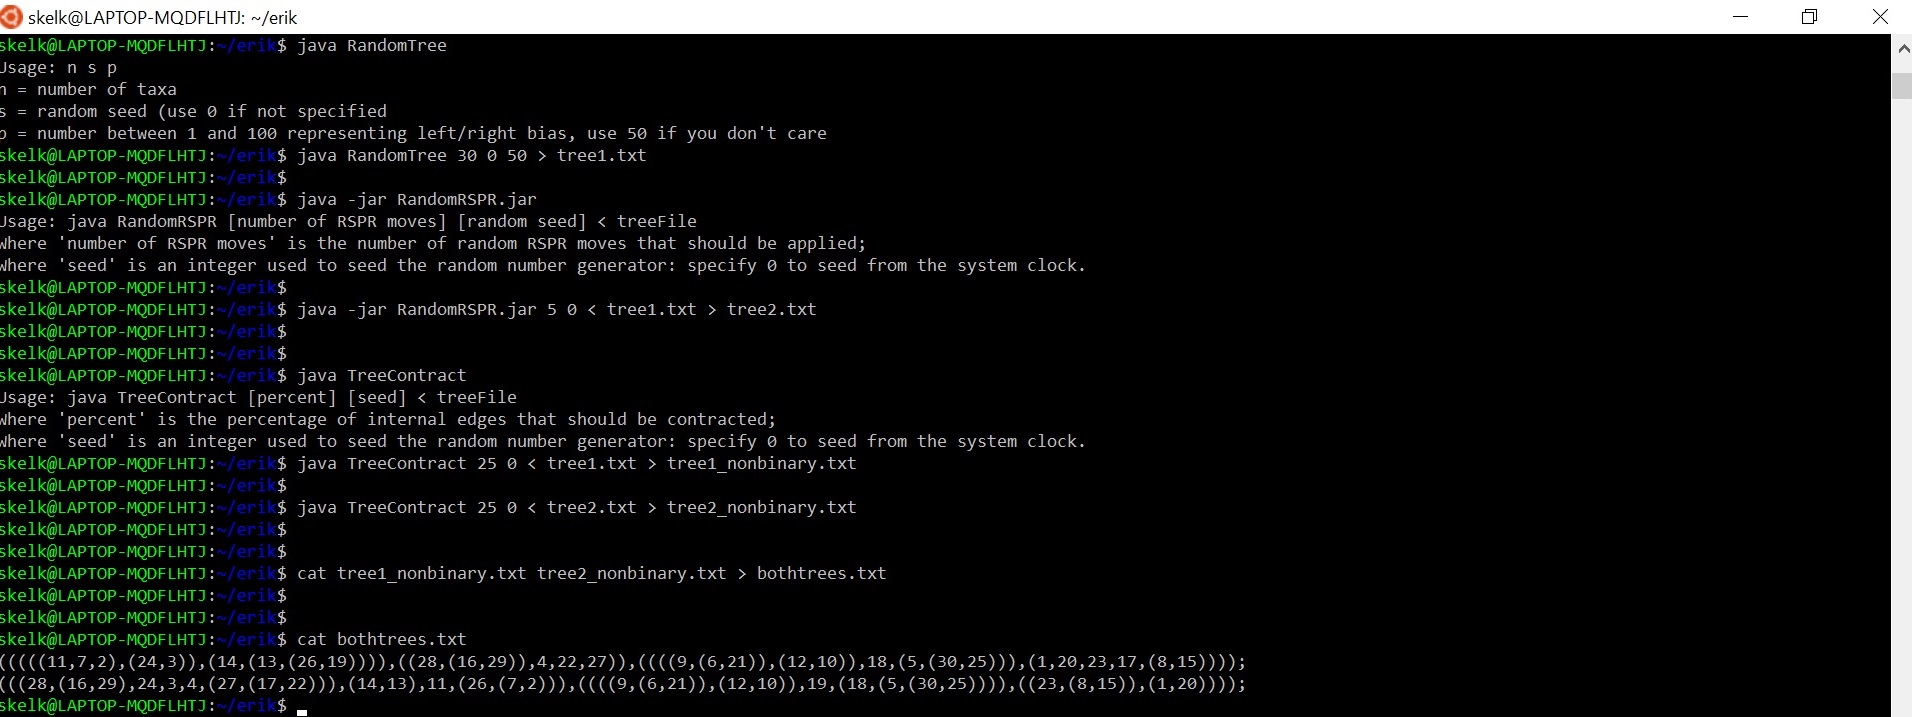 skelk@LAPTOP-MQDFLHTJ: ~/erik
skelk@LAPTOP-MQDFLHTJ:~/erik$ java RandomTree
Usage: n s p
n = number of taxa
s = random seed (use 0 if not specified
p = number between 1 and 100 representing left/right bias, use 50 if you don't care
skelk@LAPTOP-MQDFLHTJ:~/erik$ java RandomTree 30 0 50 > tree1.txt
skelk@LAPTOP-MQDFLHTJ:~/erik$
skelk@LAPTOP-MQDFLHTJ:~/erik$ java -jar RandomRSPR.jar
Usage: java RandomRSPR [number of RSPR moves] [random seed] < treeFile
Where 'number of RSPR moves' is the number of random RSPR moves that should be applied;
Where 'seed' is an integer used to seed the random number generator: specify 0 to seed from the system clock.
skelk@LAPTOP-MQDFLHTJ:~/erik$
skelk@LAPTOP-MQDFLHTJ:~/erik$ java -jar RandomRSPR.jar 5 0 < tree1.txt > tree2.txt
skelk@LAPTOP-MQDFLHTJ:~/erik$
skelk@LAPTOP-MQDFLHTJ:~/erik$
skelk@LAPTOP-MQDFLHTJ:~/erik$ java TreeContract
Usage: java TreeContract [percent] [seed] < treeFile
Where 'percent' is the percentage of internal edges that should be contracted;
Where 'seed' is an integer used to seed the random number generator: specify 0 to seed from the system clock.
skelk@LAPTOP-MQDFLHTJ:~/erik$ java TreeContract 25 0 < tree1.txt > tree1_nonbinary.txt
skelk@LAPTOP-MQDFLHTJ:~/erik$
skelk@LAPTOP-MQDFLHTJ:~/erik$ java TreeContract 25 0 < tree2.txt > tree2_nonbinary.txt
skelk@LAPTOP-MQDFLHTJ:~/erik$
skelk@LAPTOP-MQDFLHTJ:~/erik$
skelk@LAPTOP-MQDFLHTJ:~/erik$ cat tree1_nonbinary.txt tree2_nonbinary.txt > bothtrees.txt
skelk@LAPTOP-MQDFLHTJ:~/erik$
skelk@LAPTOP-MQDFLHTJ:~/erik$
skelk@LAPTOP-MQDFLHTJ:~/erik$ cat bothtrees.txt
(((((11,7,2),(24,3)),(14,(13,(26,19)))),((28,(16,29)),4,22,27)),((((9,(6,21)),(12,10)),18,(5,(30,25))),(1,20,23,17,(8,15))));
(((28,(16,29),24,3,4,(27,(17,22))),(14,13),11,(26,(7,2))),((((9,(6,21)),(12,10)),19,(18,(5,(30,25)))),((23,(8,15)),(1,20))));
skelk@LAPTOP-MQDFLHTJ:~/erik$